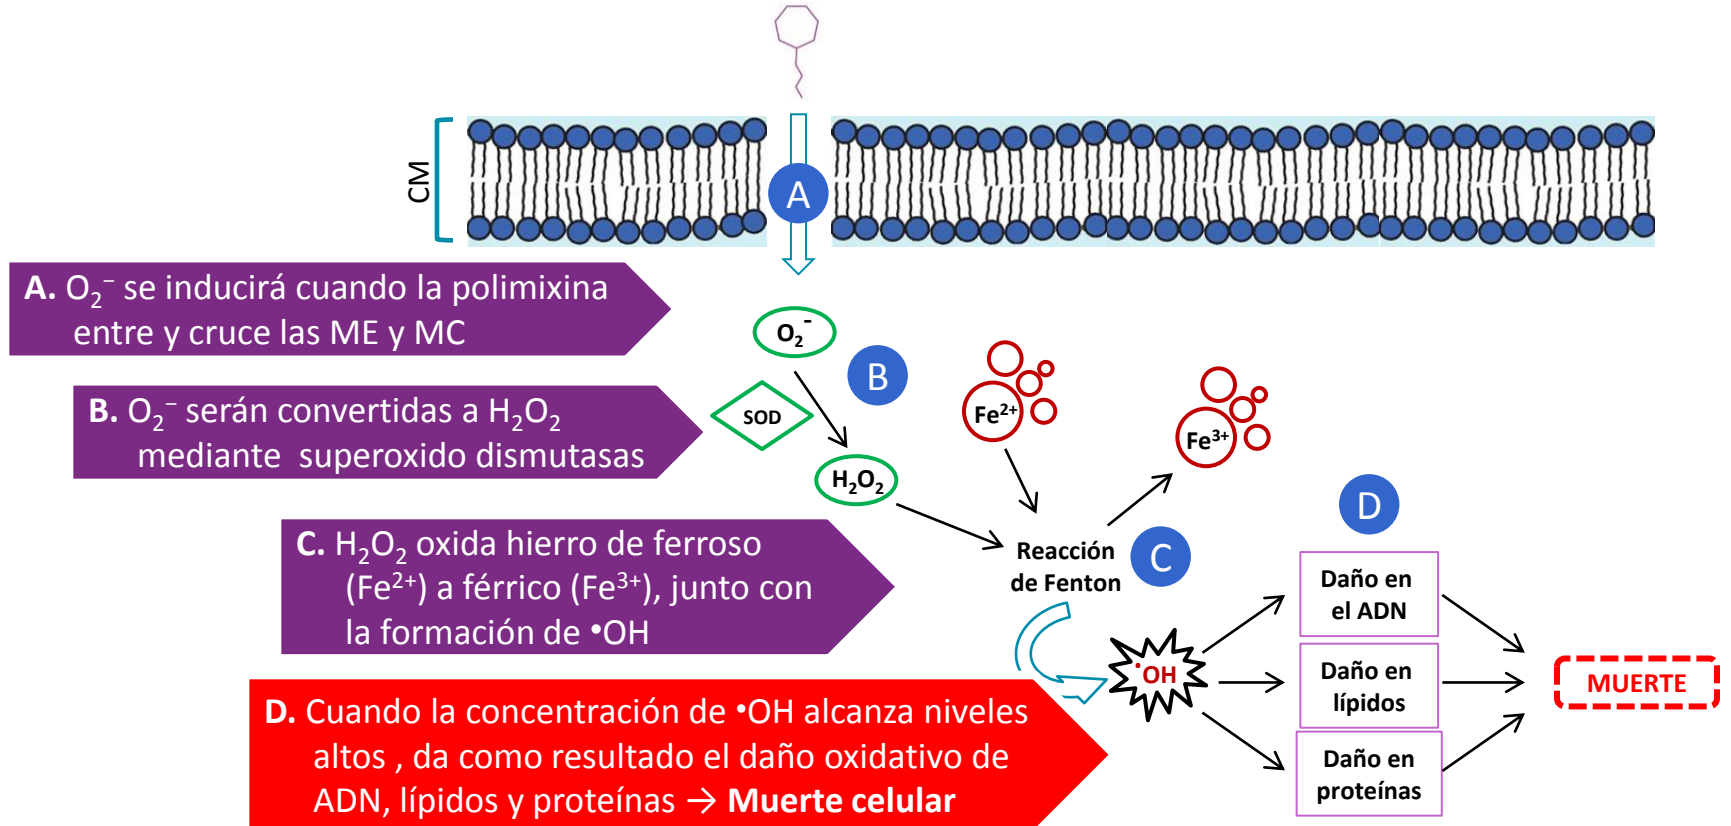 CM
A
A. O₂⁻ se inducirá cuando la polimixina
entre y cruce las ME y MC
O₂⁻
B
B. O₂⁻ serán convertidas a H₂O₂
mediante superoxido dismutasas
SOD
H₂O₂
Fe²⁺
Fe³⁺
C. H₂O₂ oxida hierro de ferroso
(Fe²⁺) a férrico (Fe³⁺), junto con
la formación de •OH
Reacción
de Fenton
C
D
D. Cuando la concentración de •OH alcanza niveles
altos , da como resultado el daño oxidativo de
ADN, lípidos y proteínas → Muerte celular
•OH
Daño en
el ADN
Daño en
lípidos
Daño en
proteínas
MUERTE